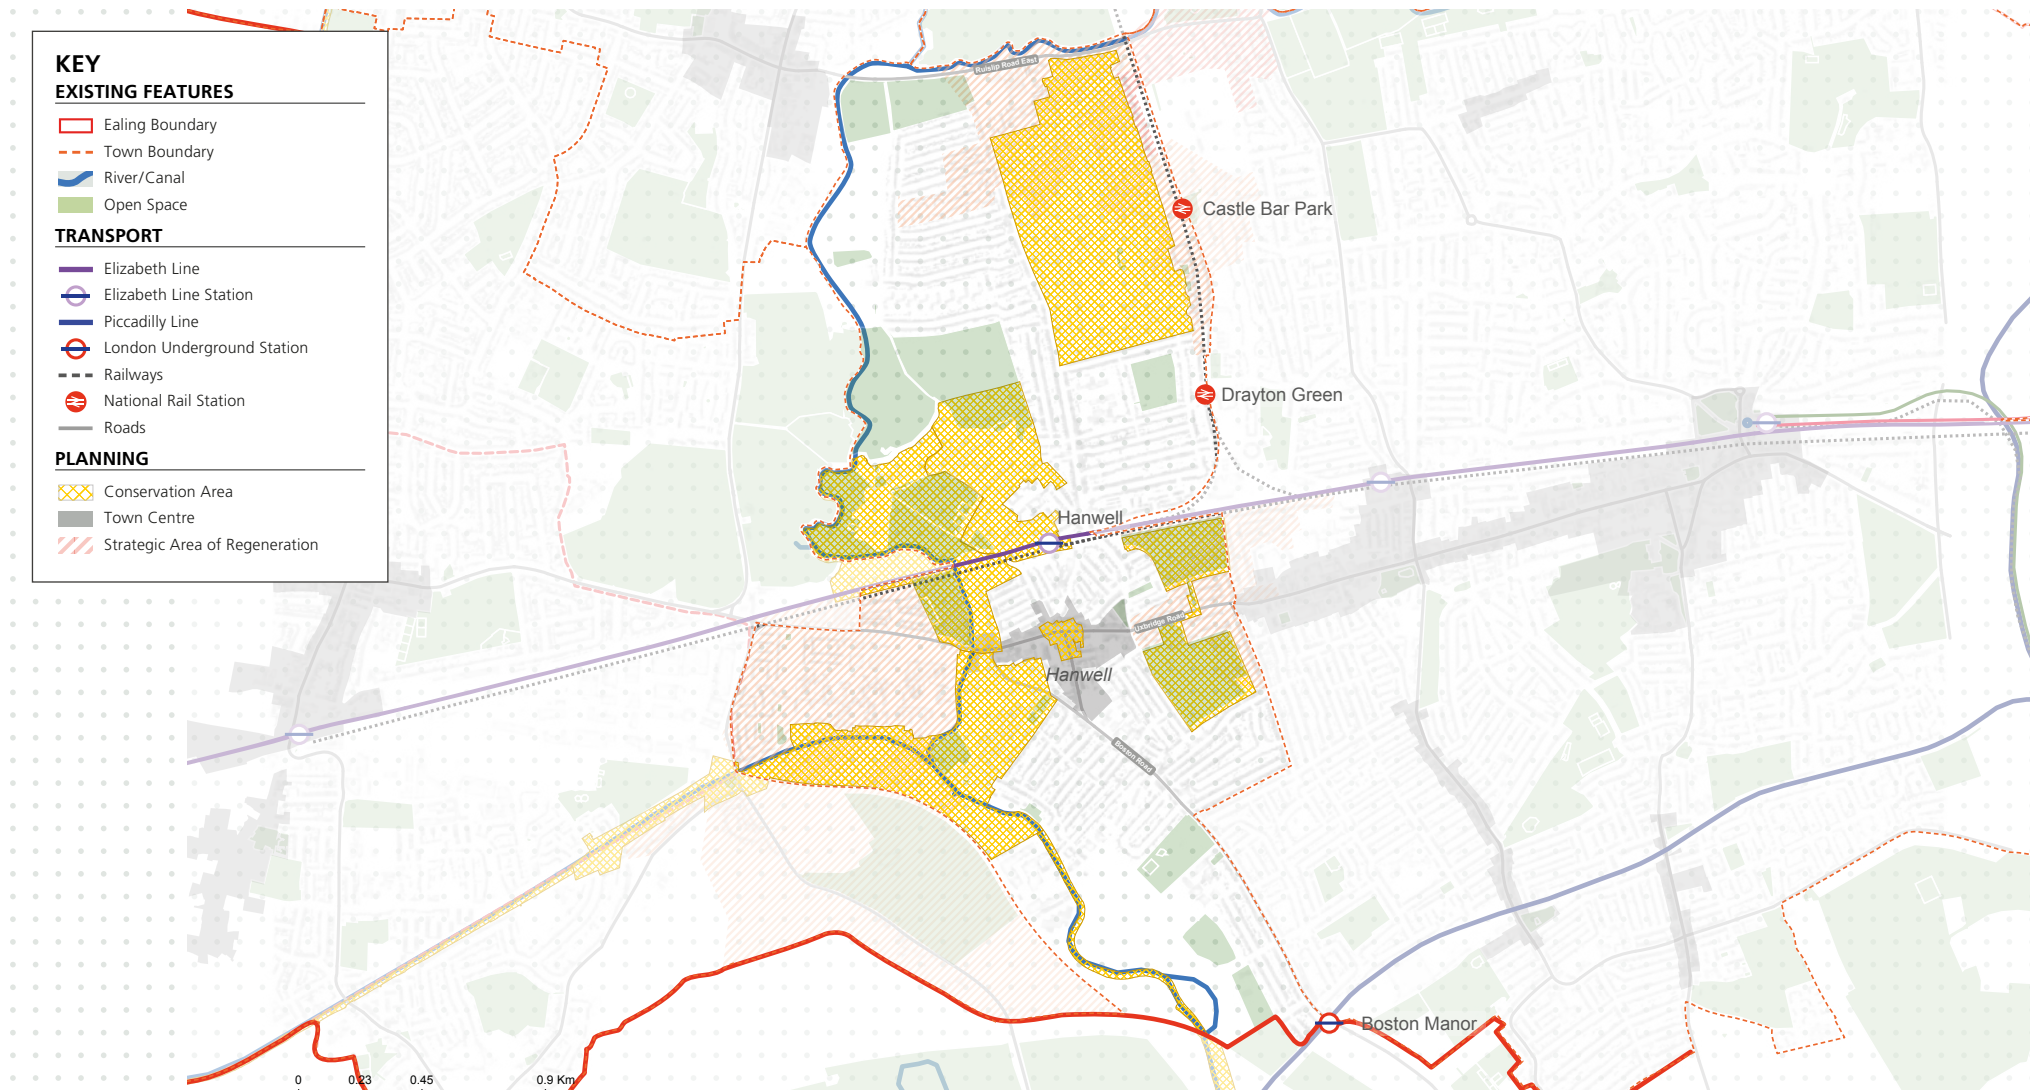 KEY
EXISTING FEATURES
Ealing Boundary
Town Boundary
River/Canal
Open Space
TRANSPORT
Elizabeth Line
Elizabeth Line Station
Piccadilly Line
London Underground Station
Railways
National Rail Station
Roads
PLANNING
Conservation Area
Town Centre
Strategic Area of Regeneration
Ruislip Road East
Castle Bar Park
Drayton Green
Hanwell
Uxbridge Road
Hanwell
Boston Road
Boston Manor
0 0.23 0.45 0.9 Km